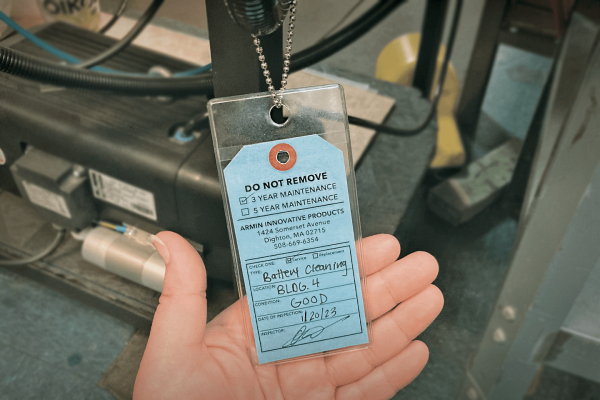 DO NOT REMOVE
3 YEAR MAINTENANCE
5 YEAR MAINTENANCE
ARMIN INNOVATIVE PRODUCTS
1424 Somerset Avenue
Dighton, MA 02715
508-669-6354
CHECK ONE: Service Replacement
TYPE: Battery Cleaning
LOCATION: BLDG. 4
CONDITION: GOOD
DATE OF INSPECTION: 1/20/23
INSPECTOR: